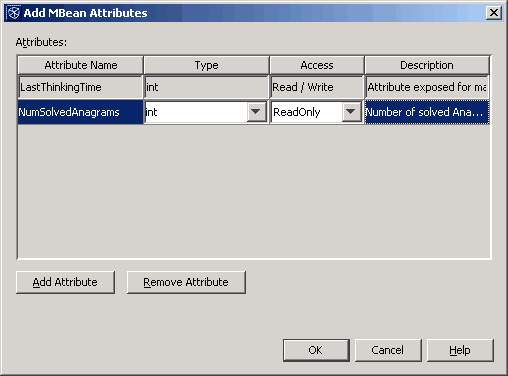 Add MBean Attributes
Attributes:
Attribute Name Type Access Description
LastThinkingTime int Read / Write Attribute exposed for ma
NumSolvedAnagrams int ReadOnly Number of solved Ana...
Add Attribute Remove Attribute
OK Cancel Help